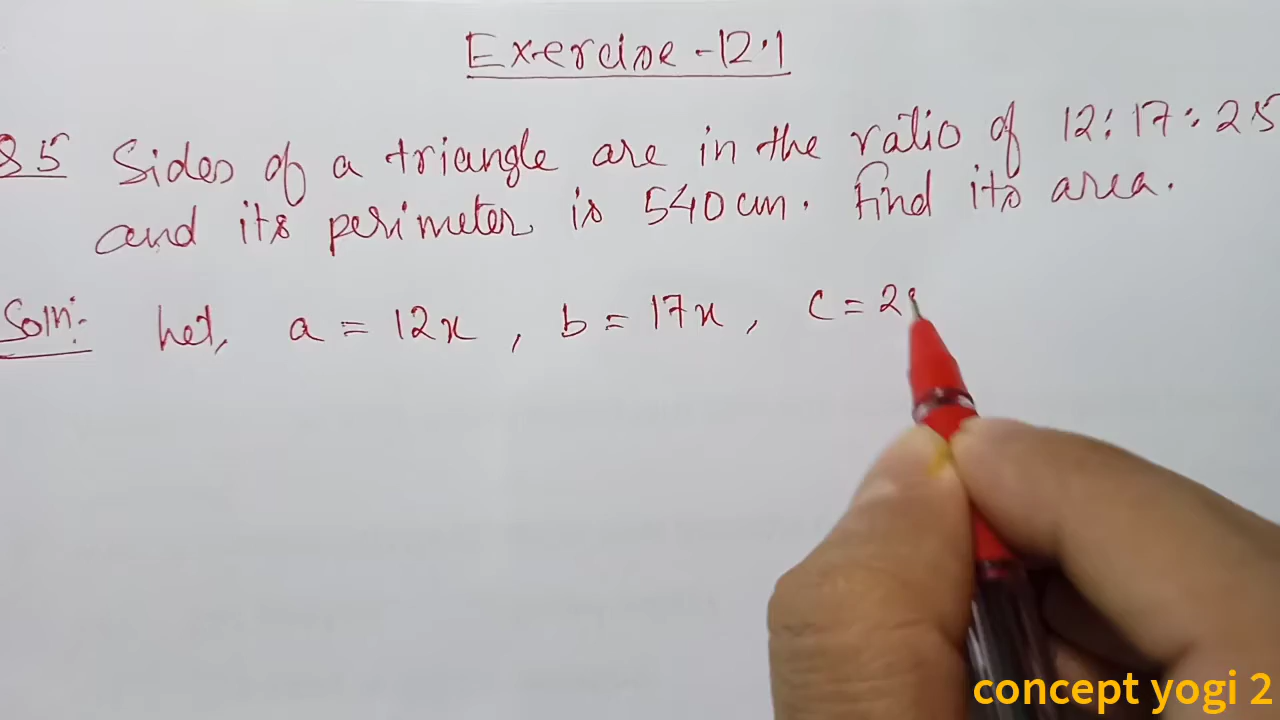 Exercise-12.1
Q5 Sides of a triangle are in the ratio of 12:17:25
and its perimeter is 540 cm. Find its area.
Soln:- Let, a = 12x, b = 17x, c = 2
concept yogi 2